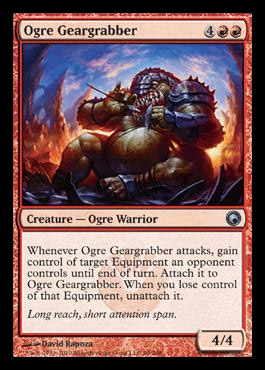 Ogre Geargrabber 4
Creature — Ogre Warrior
Whenever Ogre Geargrabber attacks, gain
control of target Equipment an opponent
controls until end of turn. Attach it to
Ogre Geargrabber. When you lose control
of that Equipment, unattach it.
Long reach, short attention span.
David Rapoza
4/4